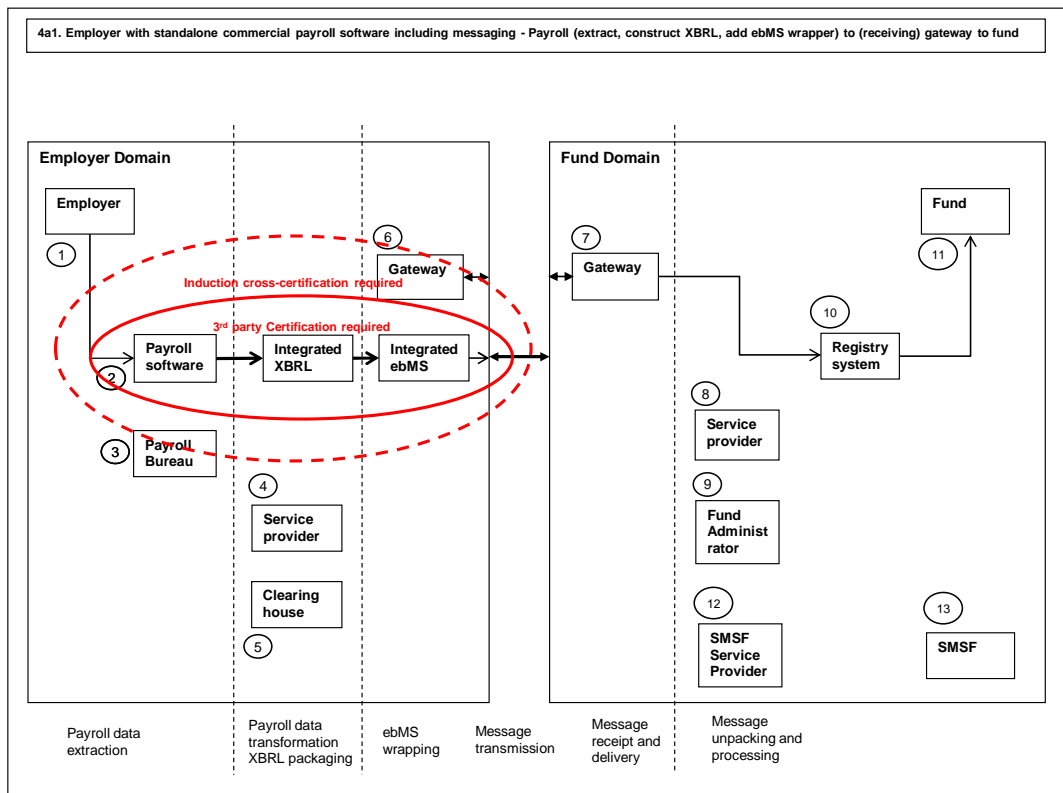 4a1. Employer with standalone commercial payroll software including messaging - Payroll (extract, construct XBRL, add ebMS wrapper) to (receiving) gateway to fund
Employer Domain
Fund Domain
Employer
Fund
1
6
7
11
Gateway
Gateway
Induction cross-certification required
10
3rd party Certification required
Payroll
software
Integrated
XBRL
Integrated
ebMS
Registry
system
2
8
3
Payroll
Bureau
Service
provider
4
9
Service
provider
Fund
Administ
rator
Clearing
house
12
13
5
SMSF
Service
Provider
SMSF
Payroll data
extraction
Payroll data
transformation
XBRL packaging
ebMS
wrapping
Message
transmission
Message
receipt and
delivery
Message
unpacking and
processing